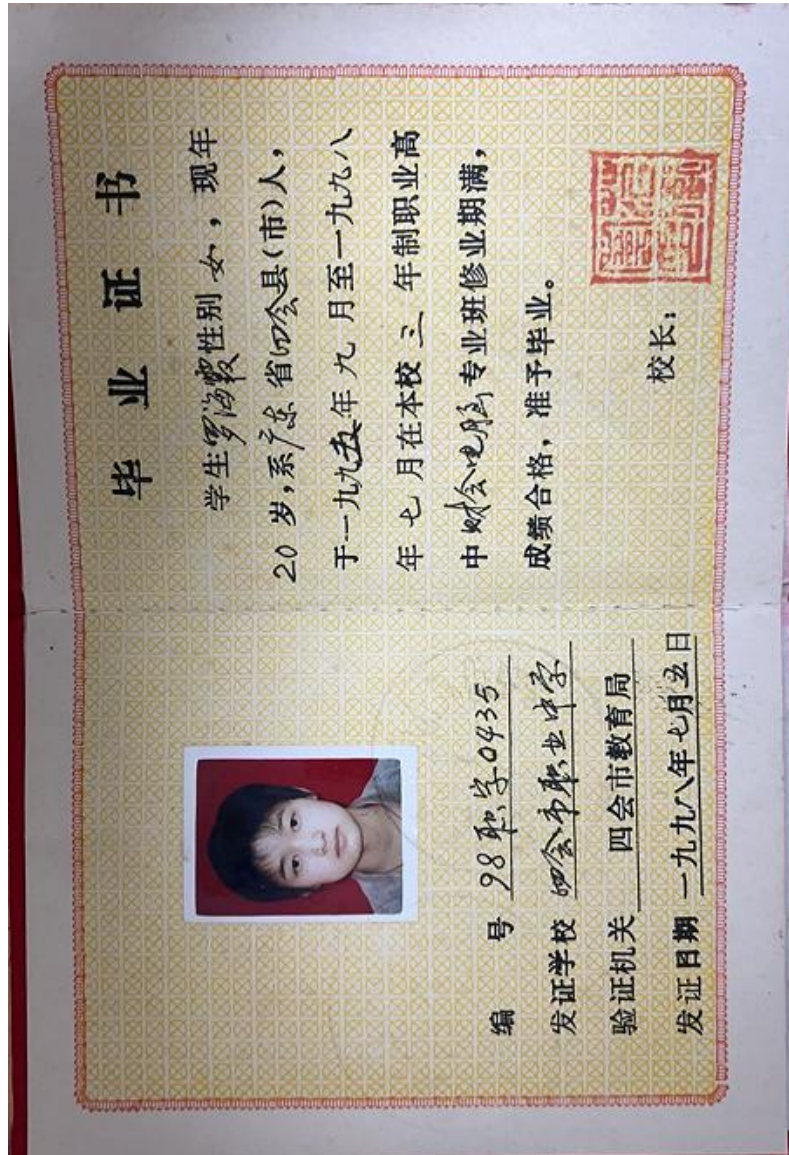 编 号 98职字0435
发证学校 四会市职业中学
验证机关 四会市教育局
发证日期 一九九八年七月五日
毕业证书
学生罗海霞性别女，现年
20岁，系广东省四会县（市）人，
于一九九五年九月至一九九八
年七月在本校三年制职业高
中财会电脑专业班修业期满，
成绩合格，准予毕业。
校长：